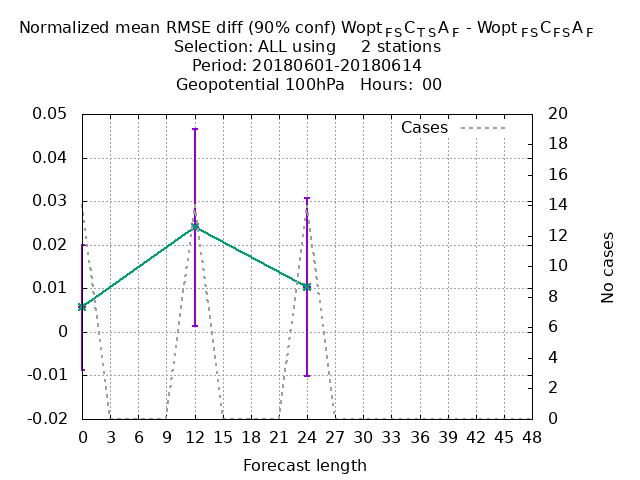 Normalized mean RMSE diff (90% conf) Wopt FS C TS A F - Wopt FS C FS A F
Selection: ALL using 2 stations
Period: 20180601-20180614
Geopotential 100hPa Hours: 00
Cases
0.05
0.04
0.03
0.02
0.01
0
-0.01
-0.02
20
18
16
14
12
10
8
6
4
2
0
No cases
0 3 6 9 12 15 18 21 24 27 30 33 36 39 42 45 48
Forecast length